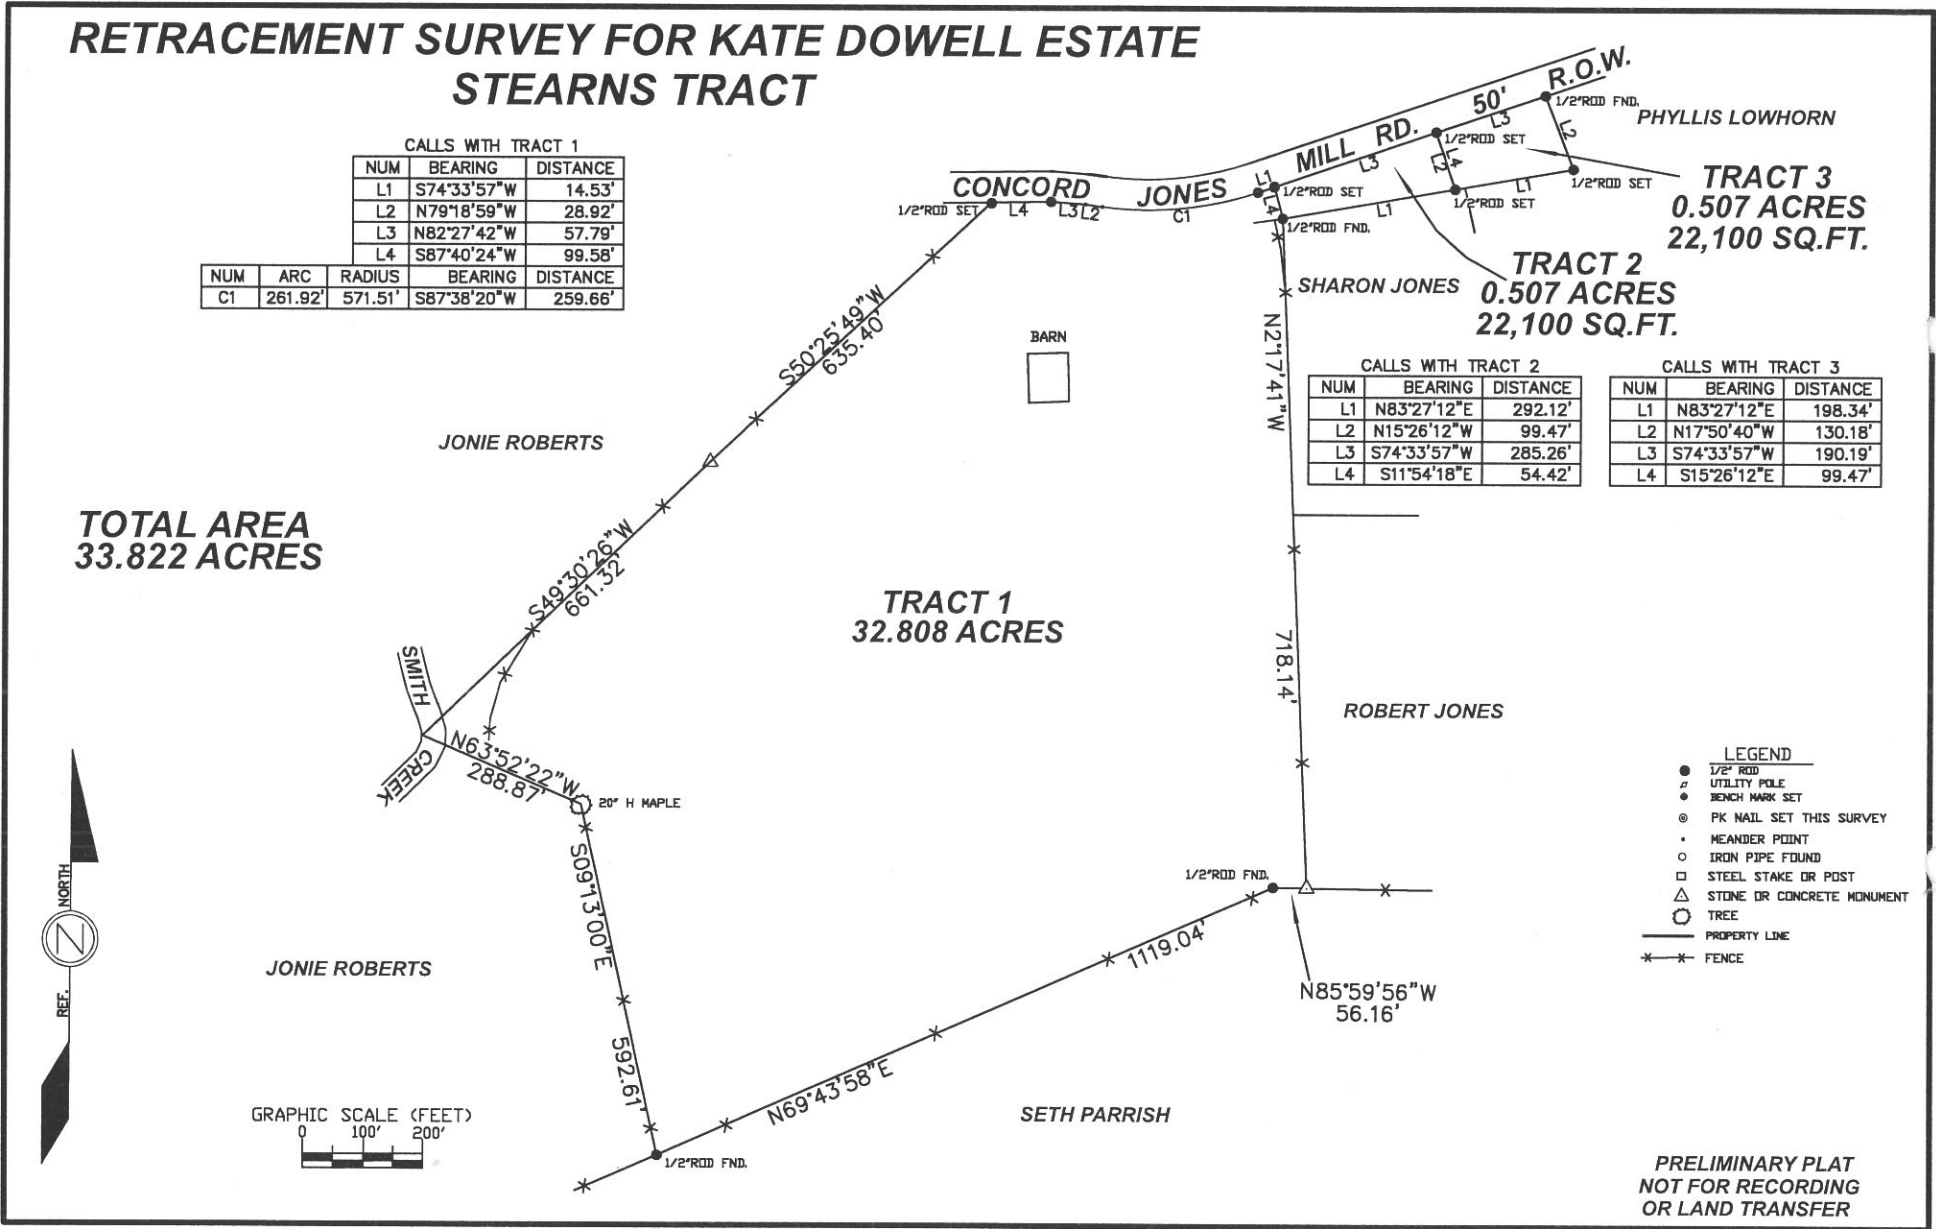 RETRACEMENT SURVEY FOR KATE DOWELL ESTATE
STEARNS TRACT
CALLS WITH TRACT 1
NUM BEARING DISTANCE
L1 S74°33'57"W 14.53'
L2 N79°18'59"W 28.92'
L3 N82°27'42"W 57.79'
L4 S87°40'24"W 99.58'
NUM ARC RADIUS BEARING DISTANCE
C1 261.92' 571.51' S87°38'20"W 259.66'
CONCORD JONES MILL RD. 50' R.O.W.
1/2"ROD FND.
PHYLLIS LOWHORN
L3
L2
1/2"ROD SET
L3
L4
L2
L1
1/2"ROD SET
1/2"ROD SET
L1
1/2"ROD SET
L1
L4
1/2"ROD SET
L4
L3
L2
C1
1/2"ROD FND.
TRACT 3
0.507 ACRES
22,100 SQ.FT.
TRACT 2
0.507 ACRES
22,100 SQ.FT.
SHARON JONES
S50°25'49"W
635.40'
BARN
N2°17'41"W
718.14'
CALLS WITH TRACT 2
NUM BEARING DISTANCE
L1 N83°27'12"E 292.12'
L2 N15°26'12"W 99.47'
L3 S74°33'57"W 285.26'
L4 S11°54'18"E 54.42'
CALLS WITH TRACT 3
NUM BEARING DISTANCE
L1 N83°27'12"E 198.34'
L2 N17°50'40"W 130.18'
L3 S74°33'57"W 190.19'
L4 S15°26'12"E 99.47'
JONIE ROBERTS
TOTAL AREA
33.822 ACRES
S49°30'26"W
661.32'
TRACT 1
32.808 ACRES
SMITH
CREEK
N63°52'22"W
288.87'
20" H MAPLE
ROBERT JONES
S09°13'00"E
592.61'
1/2"ROD FND.
1119.04'
N69°43'58"E
N85°59'56"W
56.16'
JONIE ROBERTS
SETH PARRISH
1/2"ROD FND.
NORTH
N
REF.
GRAPHIC SCALE (FEET)
0 100' 200'
LEGEND
1/2" ROD
UTILITY POLE
BENCH MARK SET
PK NAIL SET THIS SURVEY
MEANDER POINT
IRON PIPE FOUND
STEEL STAKE OR POST
STONE OR CONCRETE MONUMENT
TREE
PROPERTY LINE
FENCE
PRELIMINARY PLAT
NOT FOR RECORDING
OR LAND TRANSFER